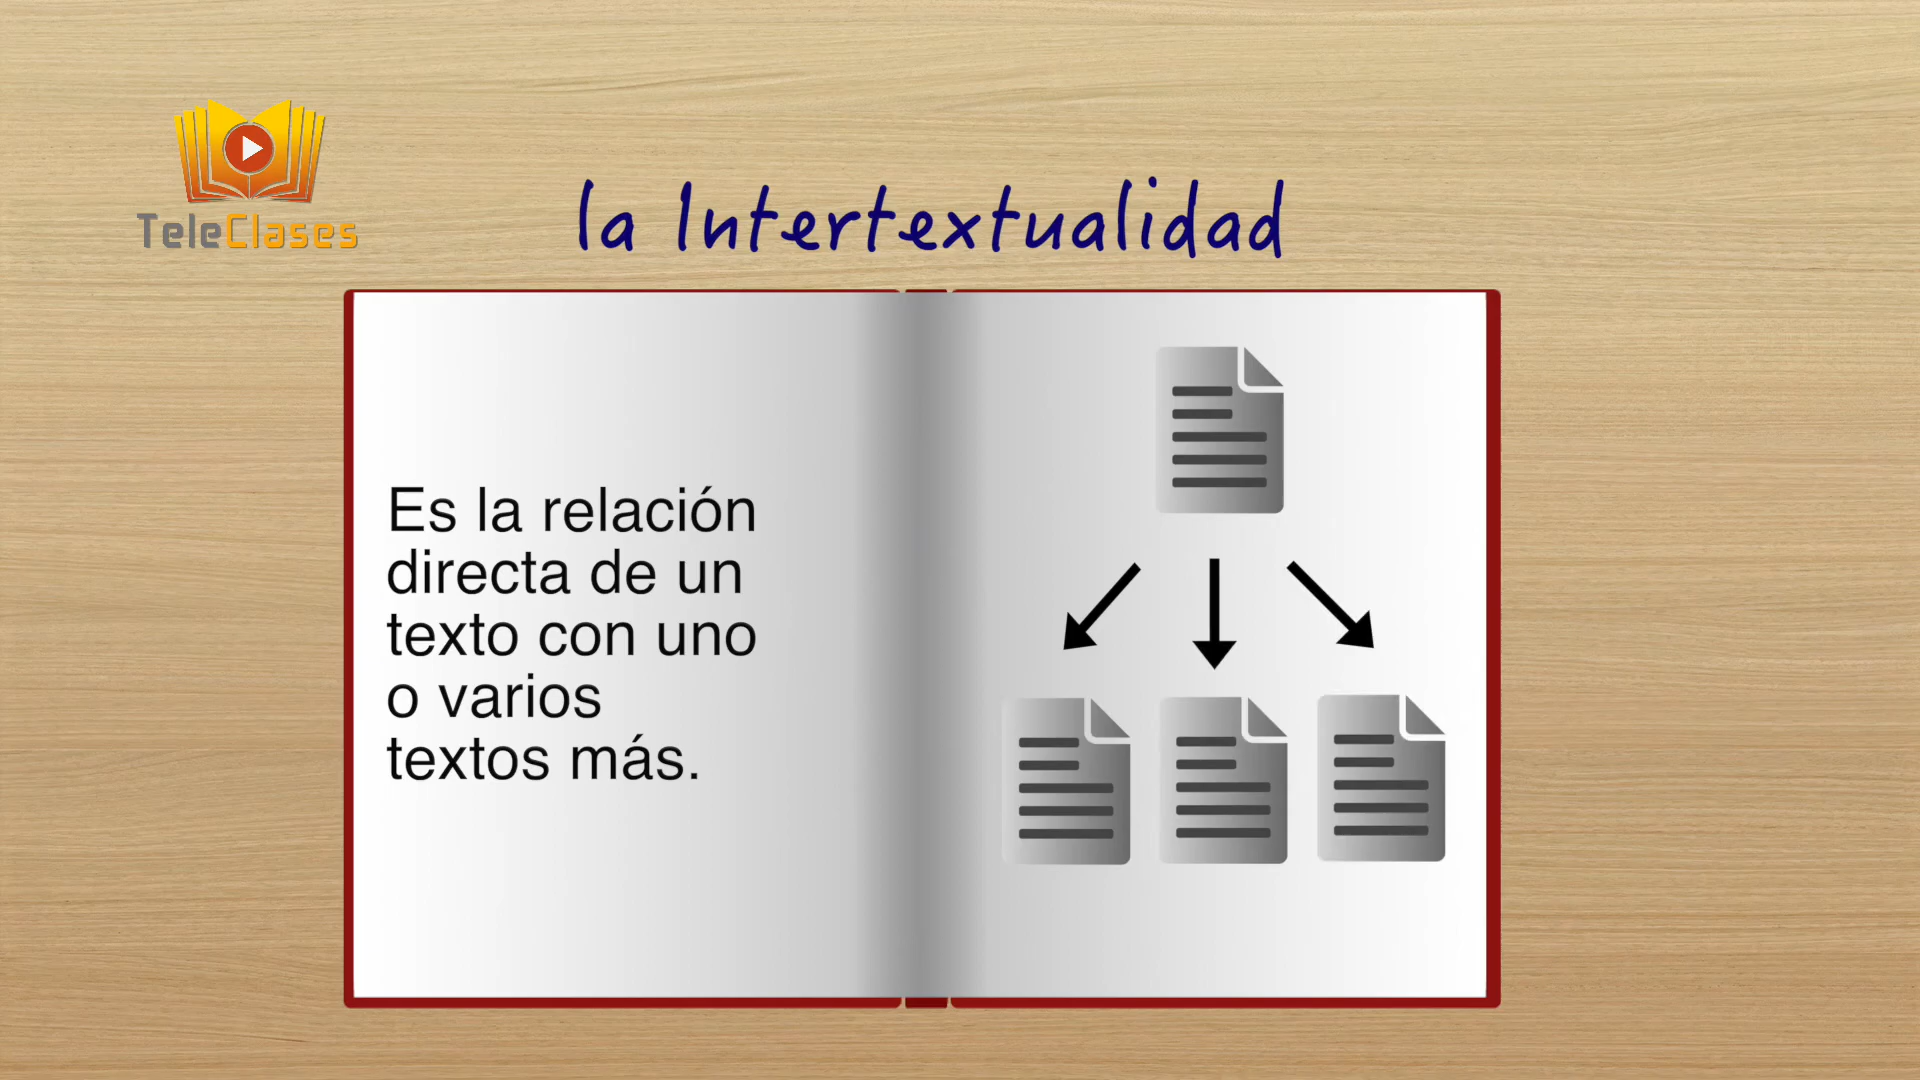 TeleClases
la Intertextualidad
Es la relación
directa de un
texto con uno
o varios
textos más.